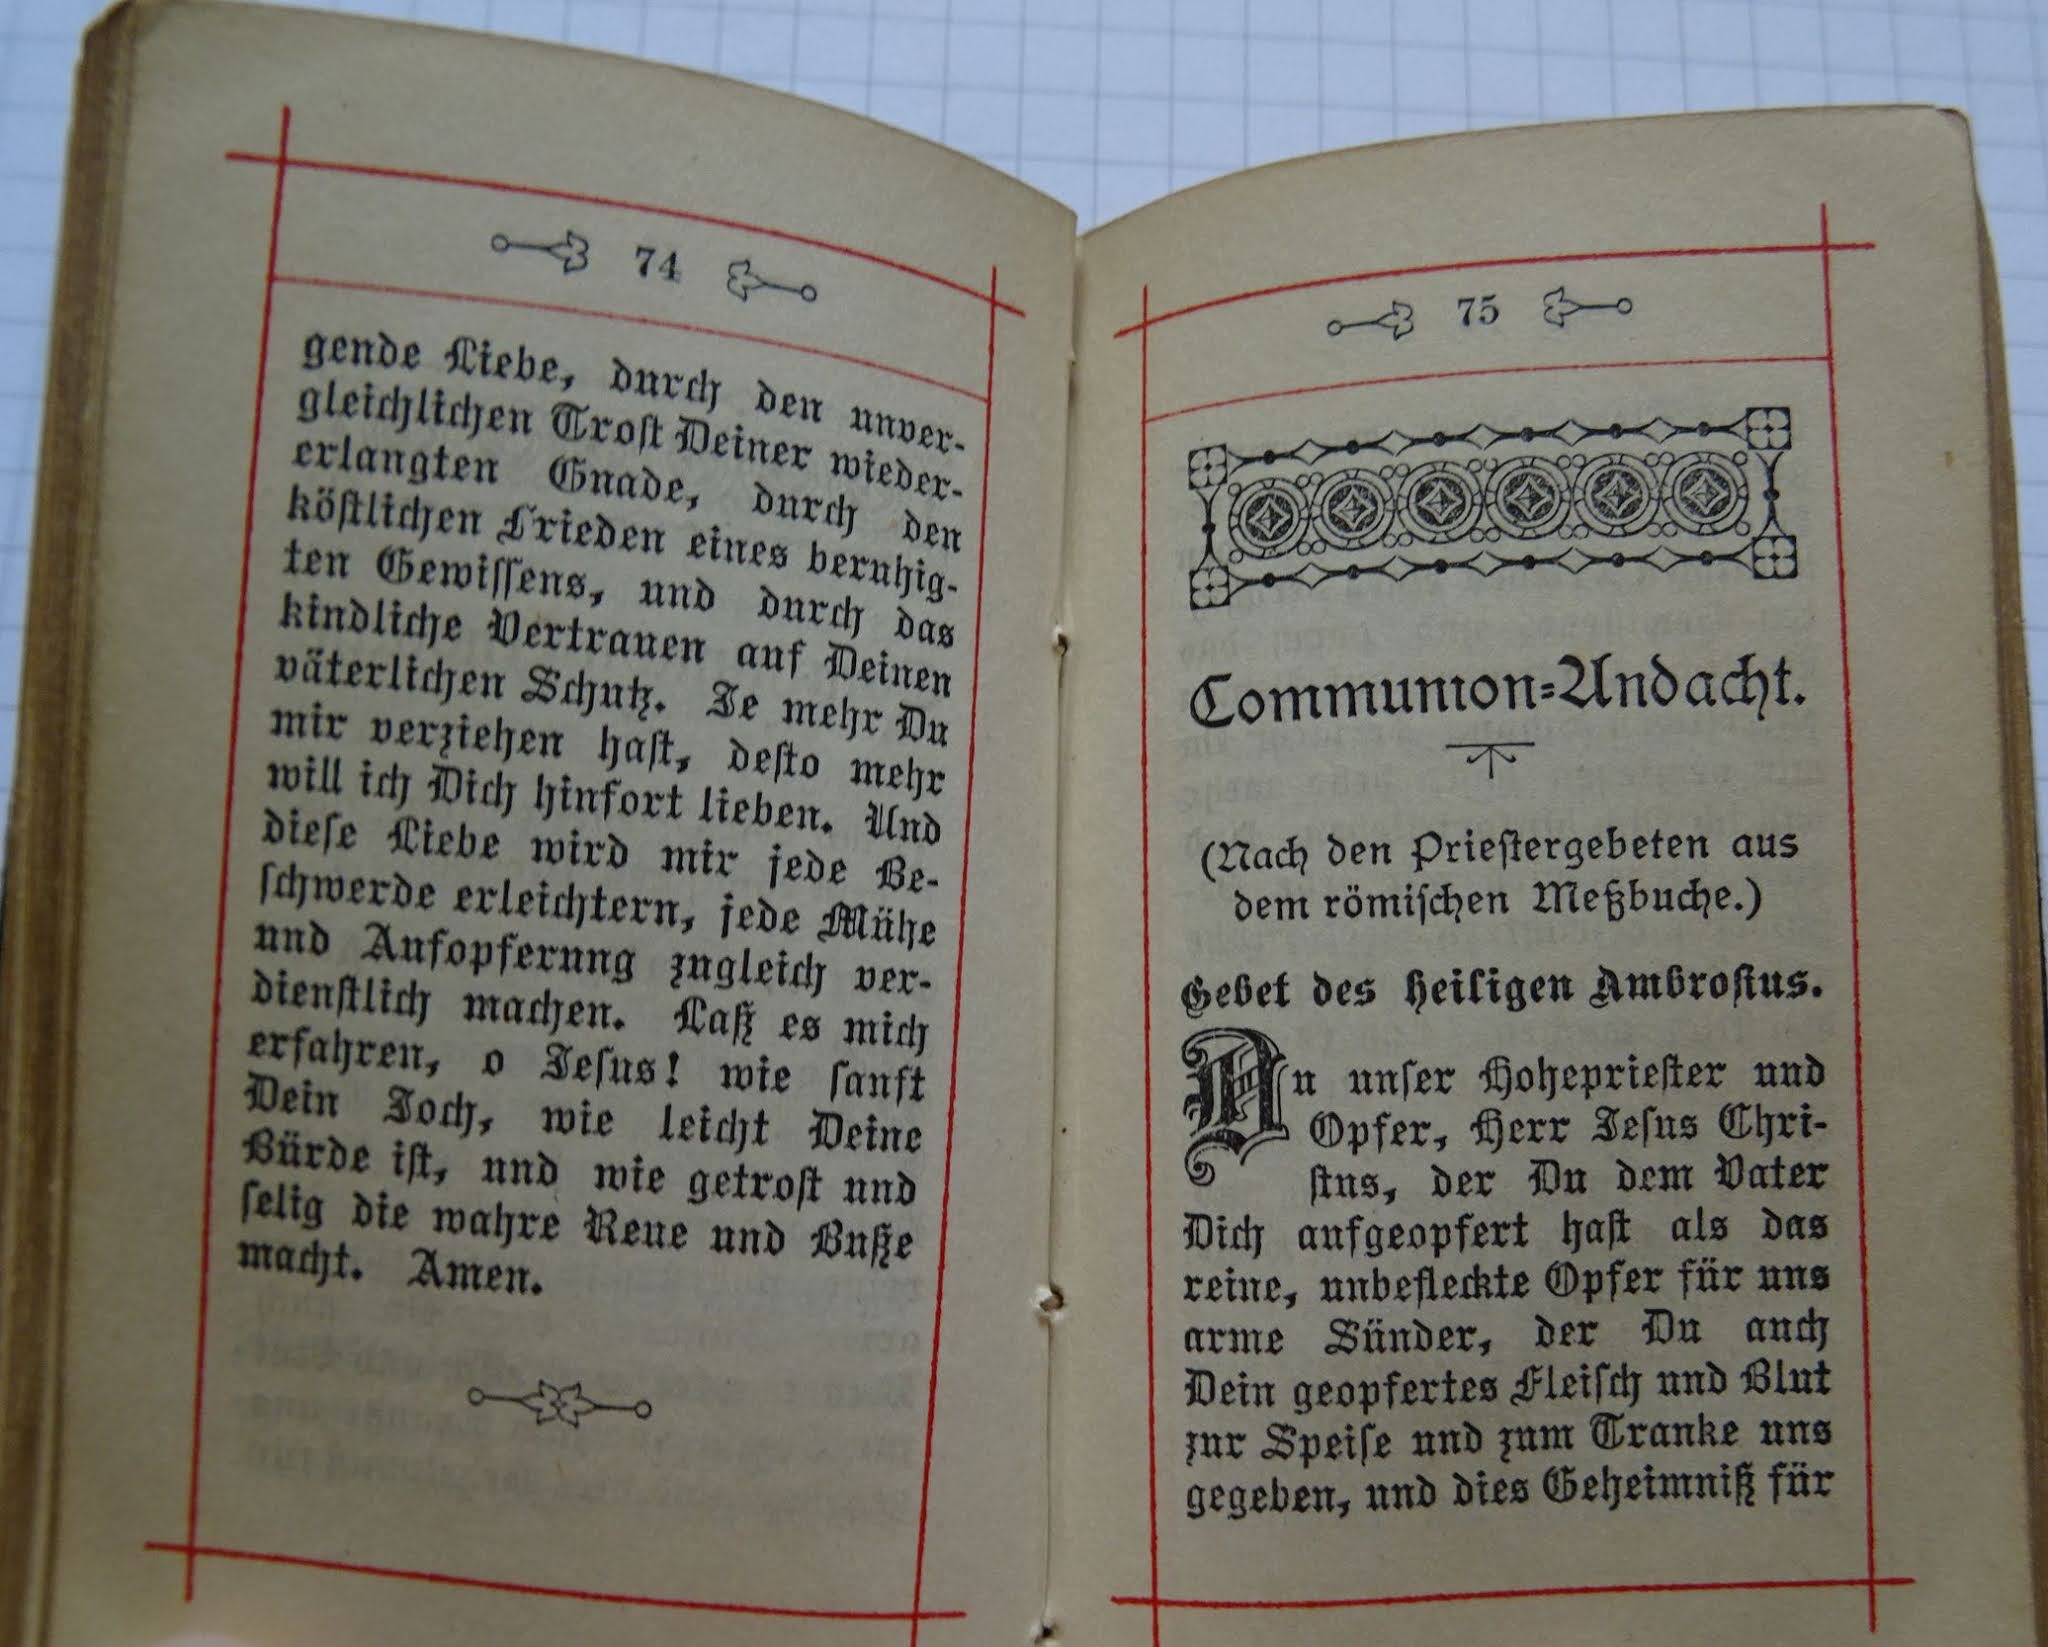 74
gende Liebe, durch den unver-
gleichlichen Troſt Deiner wieder-
erlangten Gnade, durch den
köſtlichen Frieden eines beruhig-
ten Gewiſſens, und durch das
kindliche Vertrauen auf Deinen
väterlichen Schutz. Je mehr Du
mir verziehen haſt, deſto mehr
will ich Dich hinfort lieben. Und
dieſe Liebe wird mir jede Be-
ſchwerde erleichtern, jede Mühe
und Aufopferung zugleich ver-
dienſtlich machen. Laß es mich
erfahren, o Jeſus! wie ſanft
Dein Joch, wie leicht Deine
Bürde iſt, und wie getroſt und
ſelig die wahre Reue und Buße
macht. Amen.
75
Communion=Andacht.
(Nach den Prieſtergebeten aus
dem römiſchen Meßbuche.)
Gebet des heiligen Ambroſius.
Du unſer Hoheprieſter und
Opfer, Herr Jeſus Chri-
ſtus, der Du dem Vater
Dich aufgeopfert haſt als das
reine, unbefleckte Opfer für uns
arme Sünder, der Du auch
Dein geopfertes Fleiſch und Blut
zur Speiſe und zum Tranke uns
gegeben, und dies Geheimniß für